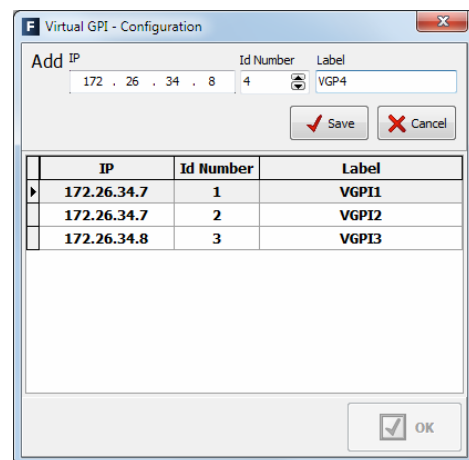 F Virtual GPI - Configuration
Add IP Id Number Label
172 . 26 . 34 . 8 4 VGP4
Save Cancel
IP Id Number Label
172.26.34.7 1 VGPI1
172.26.34.7 2 VGPI2
172.26.34.8 3 VGPI3
OK